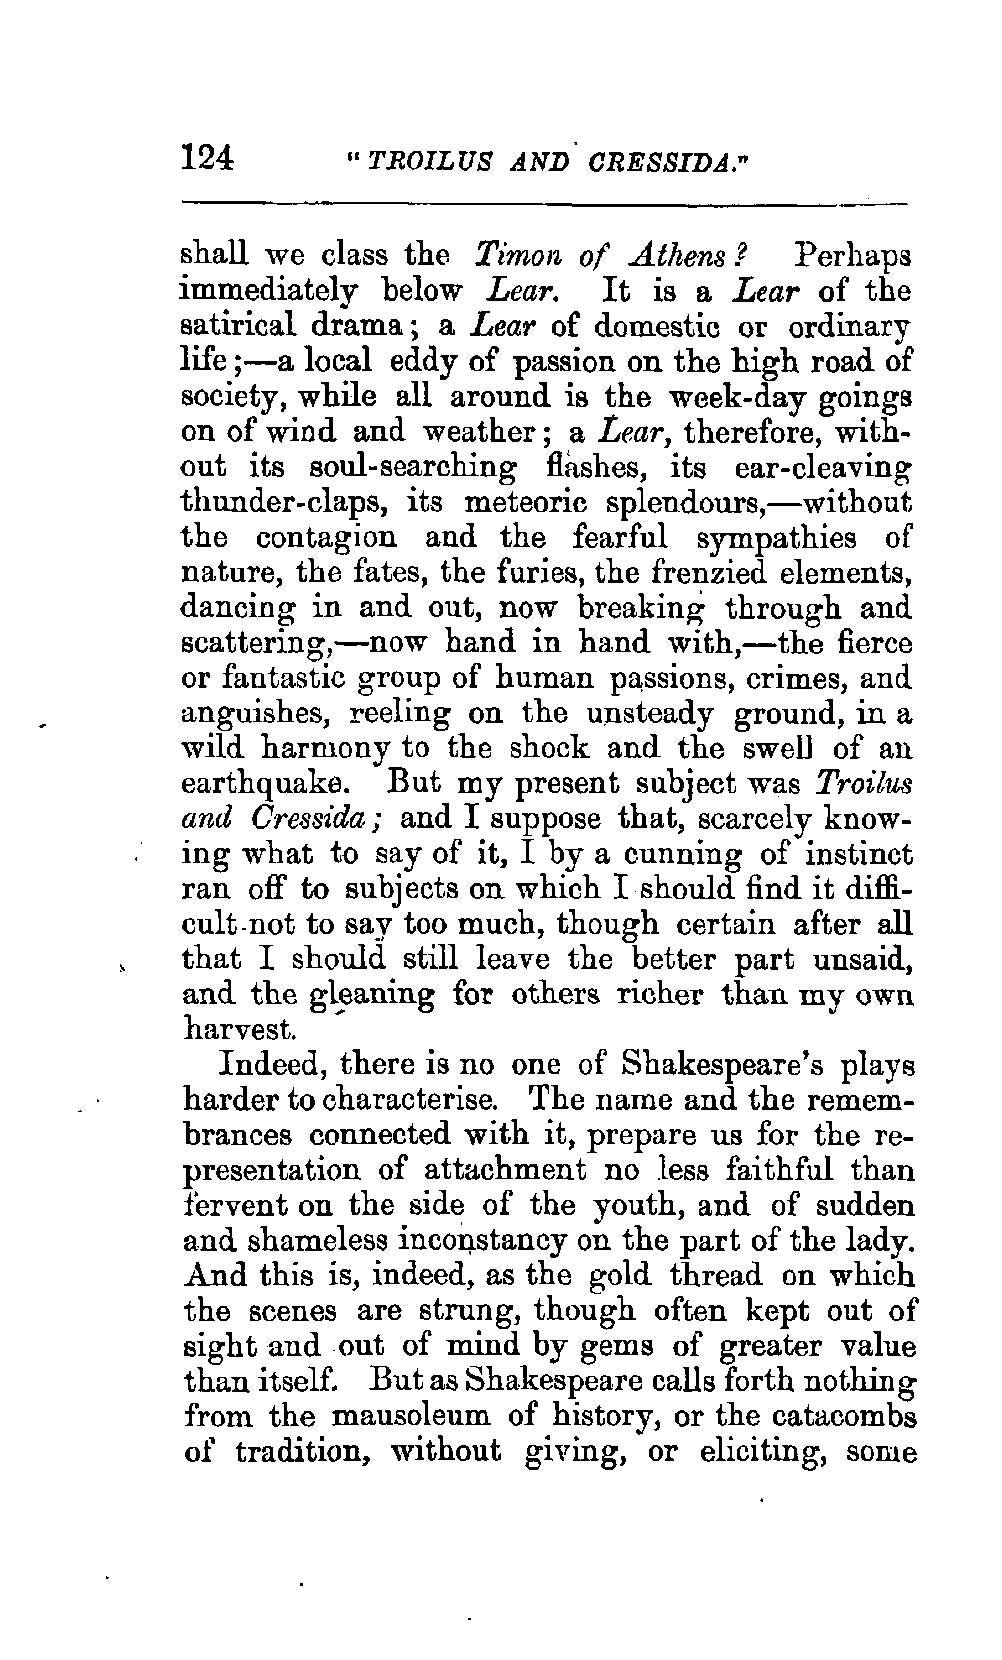 124 " TROILUS AND CRESSIDA."
shall we class the Timon of Athens? Perhaps
immediately below Lear. It is a Lear of the
satirical drama; a Lear of domestic or ordinary
life;—a local eddy of passion on the high road of
society, while all around is the week-day goings
on of wind and weather; a Lear, therefore, with-
out its soul-searching flashes, its ear-cleaving
thunder-claps, its meteoric splendours,—without
the contagion and the fearful sympathies of
nature, the fates, the furies, the frenzied elements,
dancing in and out, now breaking through and
scattering,—now hand in hand with,—the fierce
or fantastic group of human passions, crimes, and
anguishes, reeling on the unsteady ground, in a
wild harmony to the shock and the swell of an
earthquake. But my present subject was Troilus
and Cressida; and I suppose that, scarcely know-
ing what to say of it, I by a cunning of instinct
ran off to subjects on which I should find it diffi-
cult not to say too much, though certain after all
that I should still leave the better part unsaid,
and the gleaning for others richer than my own
harvest.
Indeed, there is no one of Shakespeare's plays
harder to characterise. The name and the remem-
brances connected with it, prepare us for the re-
presentation of attachment no less faithful than
fervent on the side of the youth, and of sudden
and shameless inconstancy on the part of the lady.
And this is, indeed, as the gold thread on which
the scenes are strung, though often kept out of
sight and out of mind by gems of greater value
than itself. But as Shakespeare calls forth nothing
from the mausoleum of history, or the catacombs
of tradition, without giving, or eliciting, some